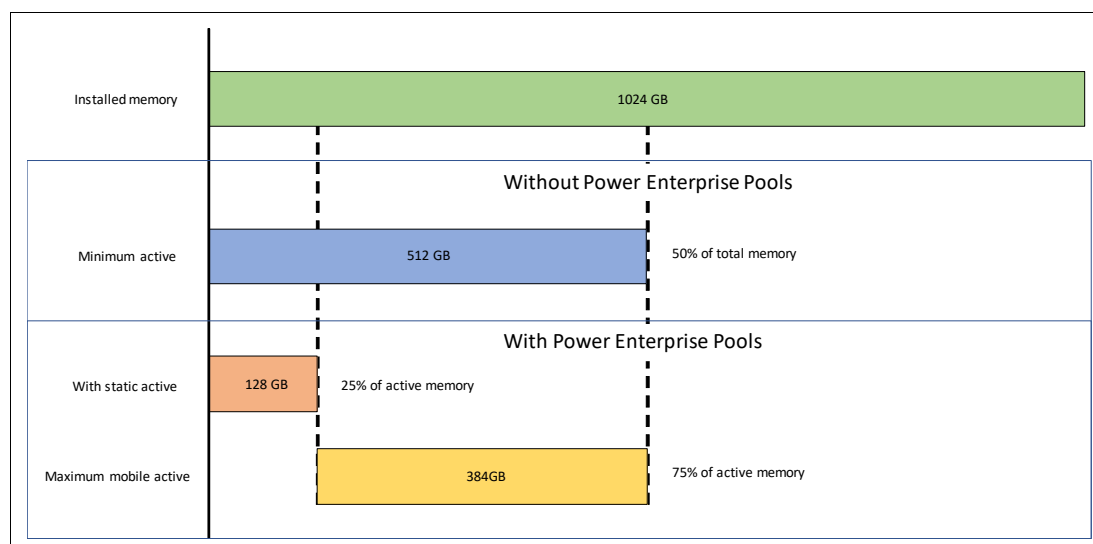 Installed memory
1024 GB
Without Power Enterprise Pools
Minimum active
512 GB
50% of total memory
With Power Enterprise Pools
With static active
128 GB
25% of active memory
Maximum mobile active
384GB
75% of active memory